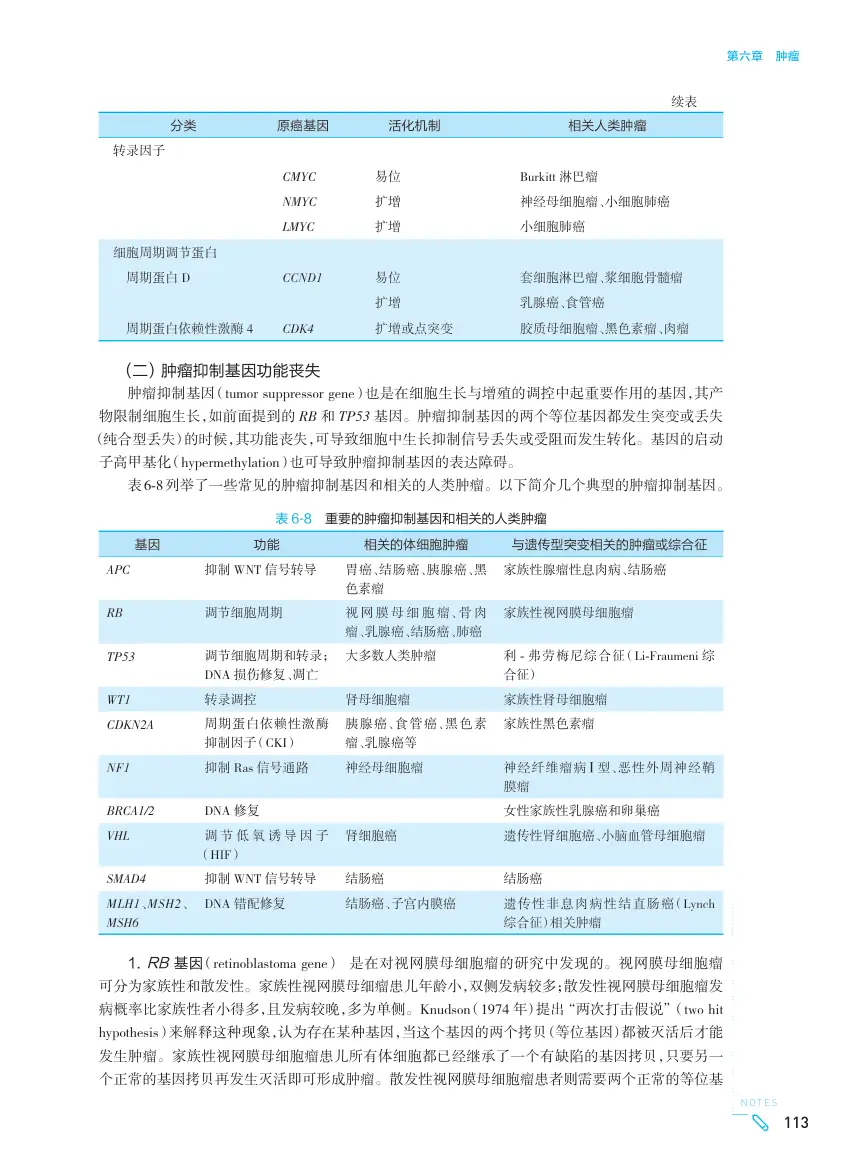 第六章 肿瘤
续表
分类 原癌基因 活化机制 相关人类肿瘤
转录因子
CMYC 易位 Burkitt 淋巴瘤
NMYC 扩增 神经母细胞瘤、小细胞肺癌
LMYC 扩增 小细胞肺癌
细胞周期调节蛋白
周期蛋白 D CCND1 易位 套细胞淋巴瘤、浆细胞骨髓瘤
扩增 乳腺癌、食管癌
周期蛋白依赖性激酶 4 CDK4 扩增或点突变 胶质母细胞瘤、黑色素瘤、肉瘤
（二）肿瘤抑制基因功能丧失
肿瘤抑制基因（tumor suppressor gene）也是在细胞生长与增殖的调控中起重要作用的基因，其产
物限制细胞生长，如前面提到的 RB 和 TP53 基因。肿瘤抑制基因的两个等位基因都发生突变或丢失
（纯合型丢失）的时候，其功能丧失，可导致细胞中生长抑制信号丢失或受阻而发生转化。基因的启动
子高甲基化（hypermethylation）也可导致肿瘤抑制基因的表达障碍。
表6-8 列举了一些常见的肿瘤抑制基因和相关的人类肿瘤。以下简介几个典型的肿瘤抑制基因。
表 6-8 重要的肿瘤抑制基因和相关的人类肿瘤
基因 功能 相关的体细胞肿瘤 与遗传型突变相关的肿瘤或综合征
APC 抑制 WNT 信号转导 胃癌、结肠癌、胰腺癌、黑 家族性腺瘤性息肉病、结肠癌
色素瘤
RB 调节细胞周期 视网膜母细胞瘤、骨肉 家族性视网膜母细胞瘤
瘤、乳腺癌、结肠癌、肺癌
TP53 调节细胞周期和转录； 大多数人类肿瘤 利 - 弗劳梅尼综合征（Li-Fraumeni 综
DNA 损伤修复、凋亡 合征）
WT1 转录调控 肾母细胞瘤 家族性肾母细胞瘤
CDKN2A 周期蛋白依赖性激酶 胰腺癌、食管癌、黑色素 家族性黑色素瘤
抑制因子（CKI） 瘤、乳腺癌等
NF1 抑制 Ras 信号通路 神经母细胞瘤 神经纤维瘤病Ⅰ型、恶性外周神经鞘
膜瘤
BRCA1/2 DNA 修复 女性家族性乳腺癌和卵巢癌
VHL 调节低氧诱导因子 肾细胞癌 遗传性肾细胞癌、小脑血管母细胞瘤
（HIF）
SMAD4 抑制 WNT 信号转导 结肠癌 结肠癌
MLH1、MSH2、 DNA 错配修复 结肠癌、子宫内膜癌 遗传性非息肉病性结直肠癌（Lynch
MSH6 综合征）相关肿瘤
1. RB 基因（retinoblastoma gene） 是在对视网膜母细胞瘤的研究中发现的。视网膜母细胞瘤
可分为家族性和散发性。家族性视网膜母细瘤患儿年龄小，双侧发病较多；散发性视网膜母细胞瘤发
病概率比家族性者小得多，且发病较晚，多为单侧。Knudson（1974 年）提出“两次打击假说”（two hit
hypothesis）来解释这种现象，认为存在某种基因，当这个基因的两个拷贝（等位基因）都被灭活后才能
发生肿瘤。家族性视网膜母细胞瘤患儿所有体细胞都已经继承了一个有缺陷的基因拷贝，只要另一
个正常的基因拷贝再发生灭活即可形成肿瘤。散发性视网膜母细胞瘤患者则需要两个正常的等位基
NOTES
113